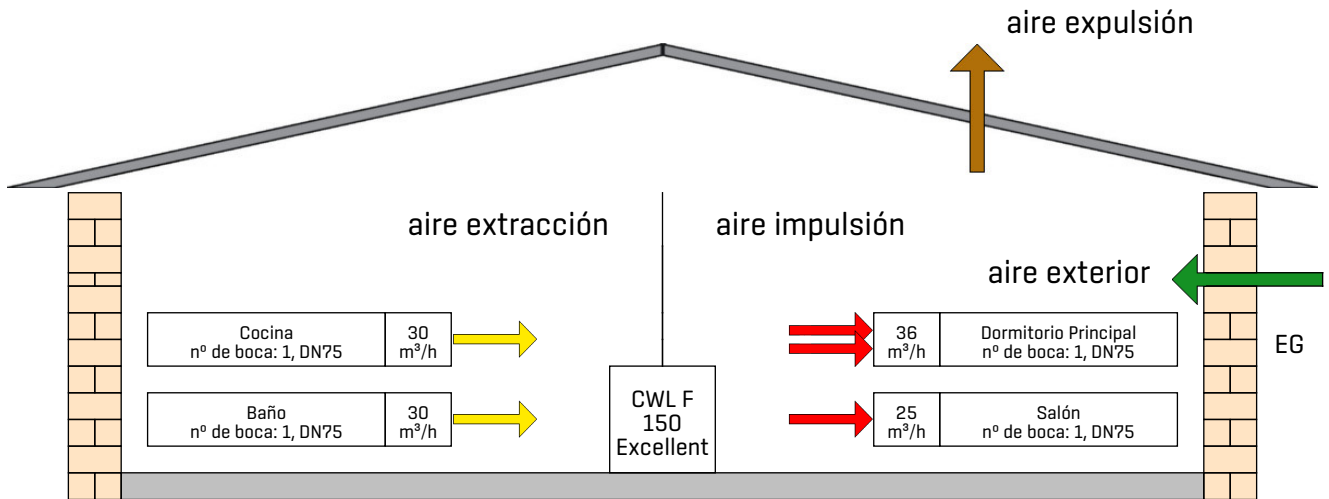 aire expulsión
aire extracción
aire impulsión
aire exterior
Cocina
nº de boca: 1, DN75
30
m³/h
36
m³/h
Dormitorio Principal
nº de boca: 1, DN75
EG
Baño
nº de boca: 1, DN75
30
m³/h
CWL F
150
Excellent
25
m³/h
Salón
nº de boca: 1, DN75